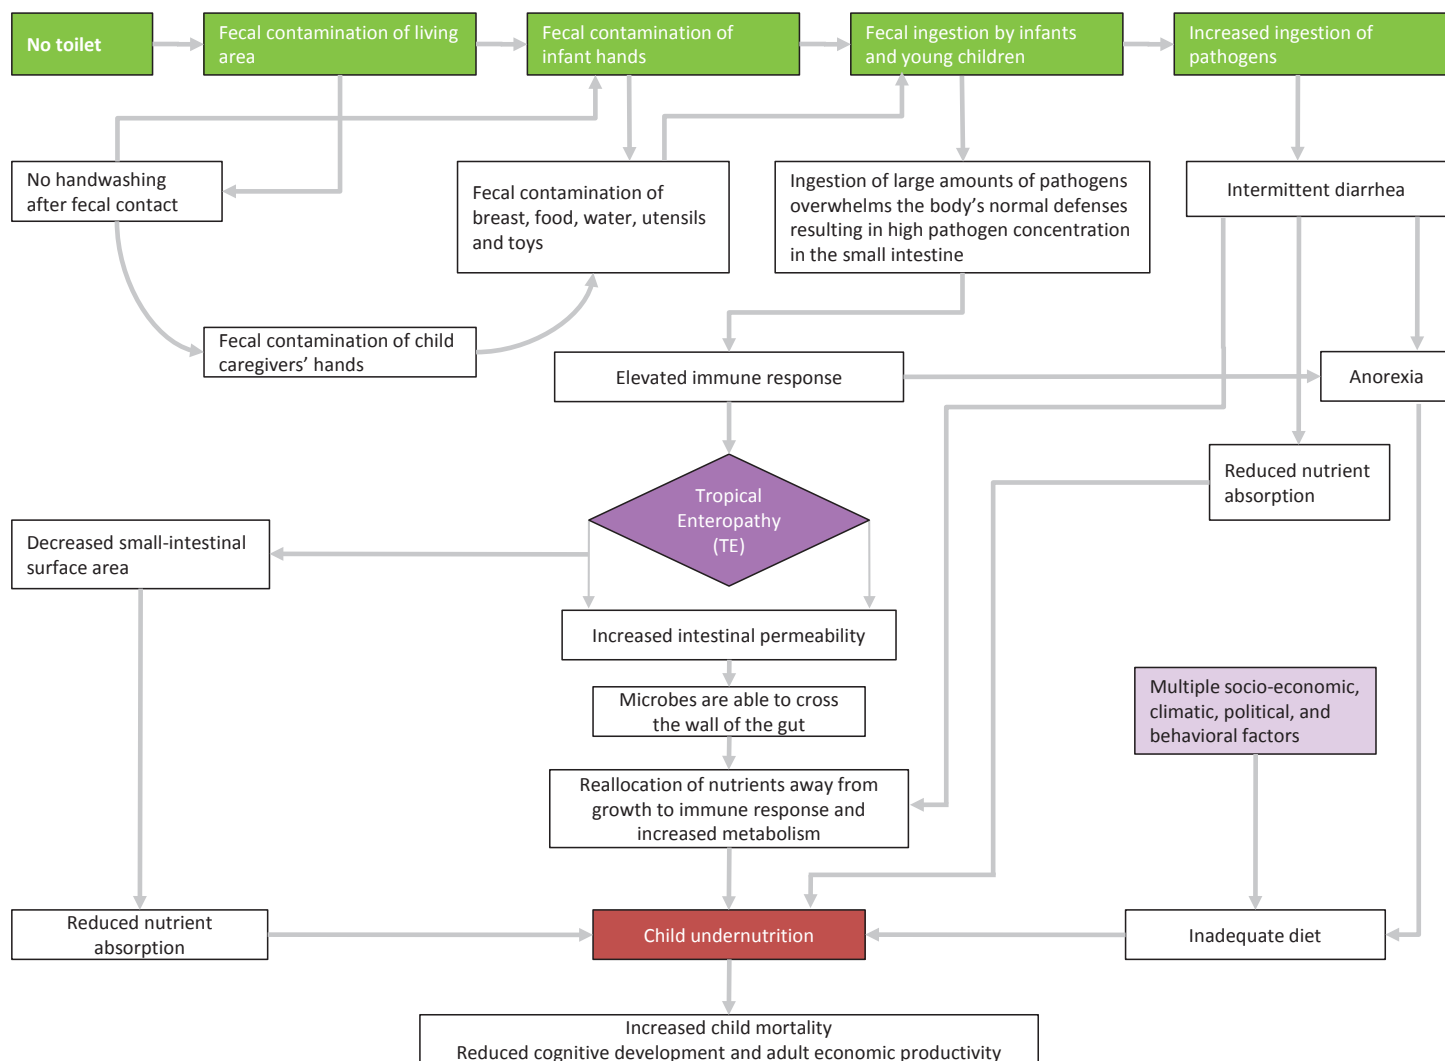 No toilet
Fecal contamination of living
area
Fecal contamination of
infant hands
Fecal ingestion by infants
and young children
Increased ingestion of
pathogens
No handwashing
after fecal contact
Fecal contamination of
breast, food, water, utensils
and toys
Ingestion of large amounts of pathogens
overwhelms the body’s normal defenses
resulting in high pathogen concentration
in the small intestine
Intermittent diarrhea
Fecal contamination of child
caregivers’ hands
Elevated immune response
Anorexia
Reduced nutrient
absorption
Tropical
Enteropathy
(TE)
Decreased small-intestinal
surface area
Increased intestinal permeability
Microbes are able to cross
the wall of the gut
Multiple socio-economic,
climatic, political, and
behavioral factors
Reallocation of nutrients away from
growth to immune response and
increased metabolism
Reduced nutrient
absorption
Child undernutrition
Inadequate diet
Increased child mortality
Reduced cognitive development and adult economic productivity